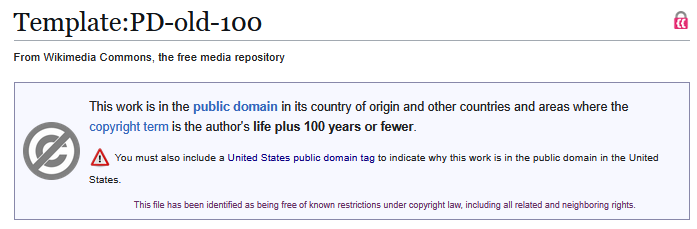 Template:PD-old-100
From Wikimedia Commons, the free media repository
This work is in the public domain in its country of origin and other countries and areas where the
copyright term is the author's life plus 100 years or fewer.
You must also include a United States public domain tag to indicate why this work is in the public domain in the United
States.
This file has been identified as being free of known restrictions under copyright law, including all related and neighboring rights.